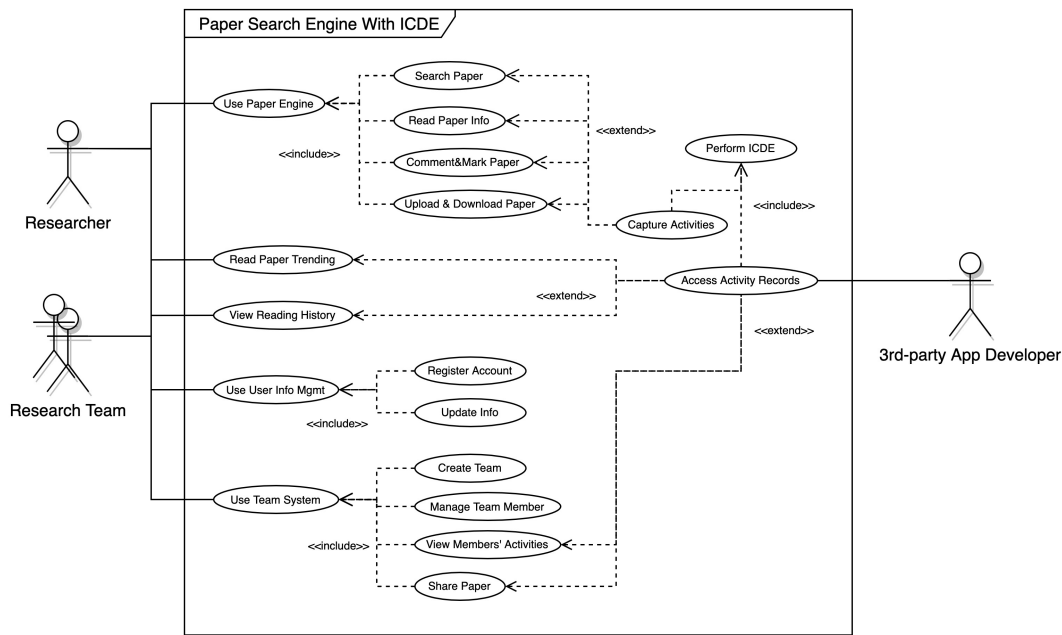 Paper Search Engine With ICDE
Search Paper
Use Paper Engine
Read Paper Info
<<extend>>
<<include>>
Perform ICDE
Comment&Mark Paper
Upload & Download Paper
<<include>>
Researcher
Capture Activities
Read Paper Trending
Access Activity Records
<<extend>>
View Reading History
<<extend>>
3rd-party App Developer
Research Team
Register Account
Use User Info Mgmt
Update Info
<<include>>
Create Team
Use Team System
Manage Team Member
<<include>>
View Members' Activities
Share Paper